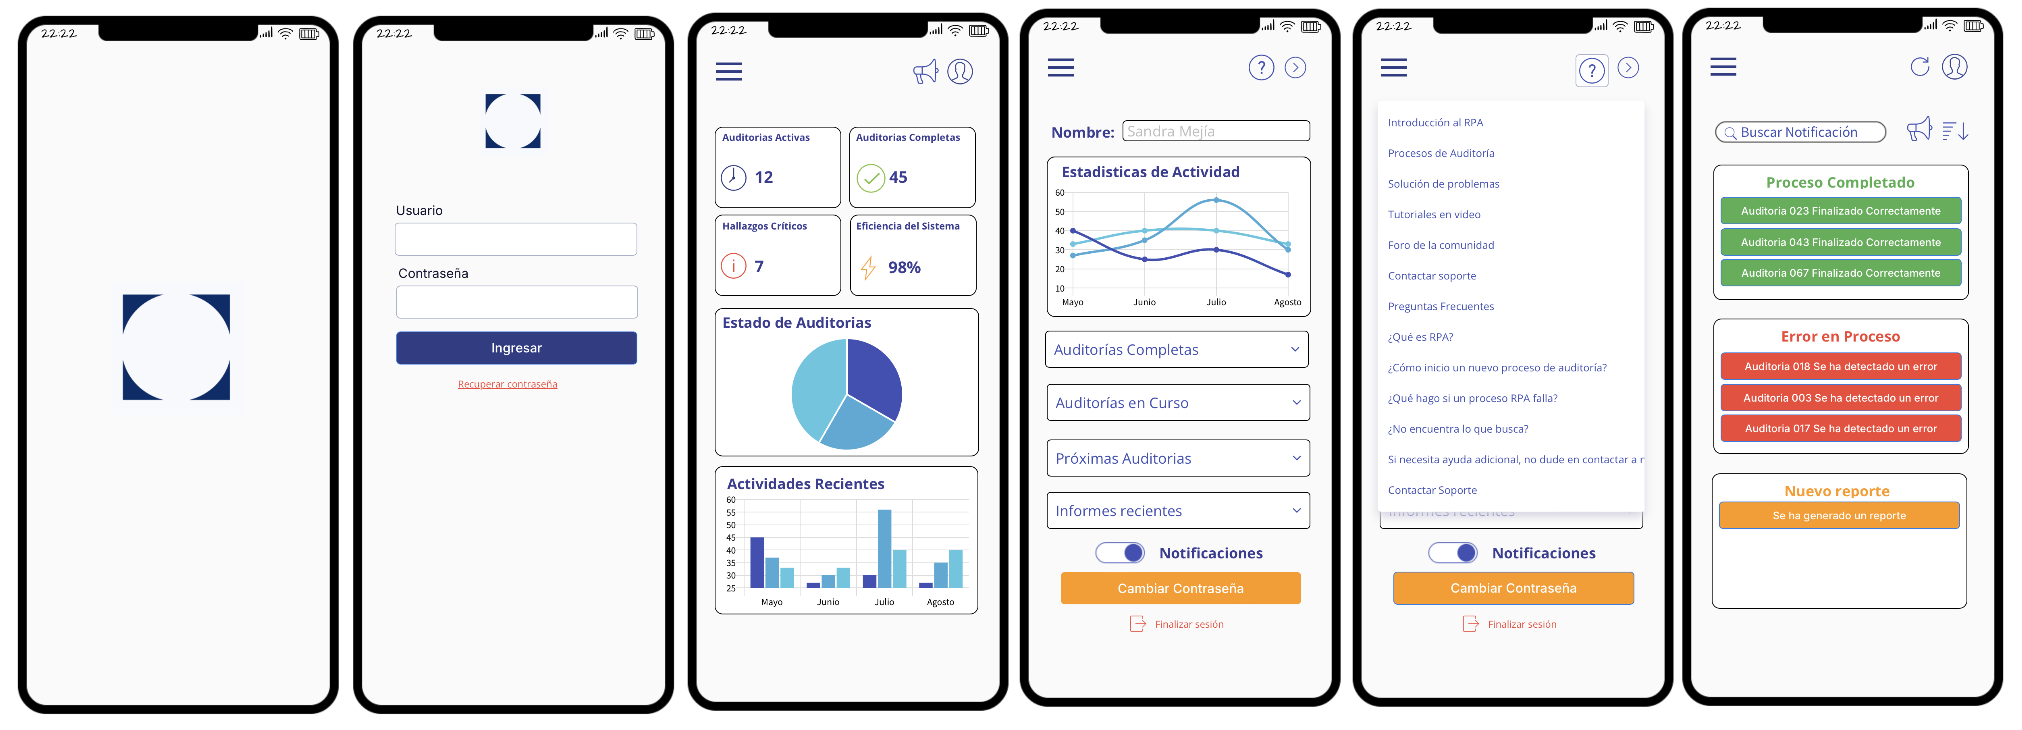 22:22
22:22
Usuario
Contraseña
Ingresar
Recuperar contraseña
22:22
Auditorias Activas
12
Auditorias Completas
45
Hallazgos Críticos
7
Eficiencia del Sistema
98%
Estado de Auditorias
Actividades Recientes
60
55
50
45
40
35
30
25
Mayo Junio Julio Agosto
22:22
?
Nombre: Sandra Mejía
Estadisticas de Actividad
60
50
40
30
20
10
Mayo Junio Julio Agosto
Auditorías Completas
Auditorías en Curso
Próximas Auditorias
Informes recientes
Notificaciones
Cambiar Contraseña
Finalizar sesión
22:22
?
Introducción al RPA
Procesos de Auditoría
Solución de problemas
Tutoriales en video
Foro de la comunidad
Contactar soporte
Preguntas Frecuentes
¿Qué es RPA?
¿Cómo inicio un nuevo proceso de auditoría?
¿Qué hago si un proceso RPA falla?
¿No encuentra lo que busca?
Si necesita ayuda adicional, no dude en contactar a
Contactar Soporte
Informes recientes
Notificaciones
Cambiar Contraseña
Finalizar sesión
22:22
Buscar Notificación
Proceso Completado
Auditoria 023 Finalizado Correctamente
Auditoria 043 Finalizado Correctamente
Auditoria 067 Finalizado Correctamente
Error en Proceso
Auditoria 018 Se ha detectado un error
Auditoria 003 Se ha detectado un error
Auditoria 017 Se ha detectado un error
Nuevo reporte
Se ha generado un reporte